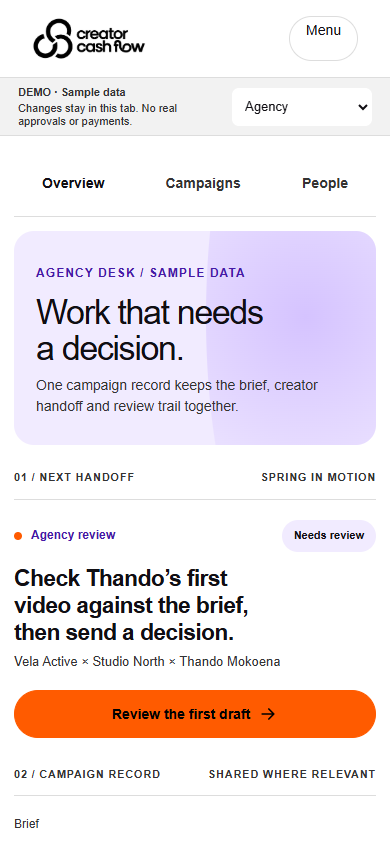 creator
cash flow
Menu
DEMO · Sample data
Changes stay in this tab. No real
approvals or payments.
Agency
Overview Campaigns People
AGENCY DESK / SAMPLE DATA
Work that needs
a decision.
One campaign record keeps the brief, creator
handoff and review trail together.
01 / NEXT HANDOFF SPRING IN MOTION
Agency review Needs review
Check Thando’s first
video against the brief,
then send a decision.
Vela Active × Studio North × Thando Mokoena
Review the first draft →
02 / CAMPAIGN RECORD SHARED WHERE RELEVANT
Brief